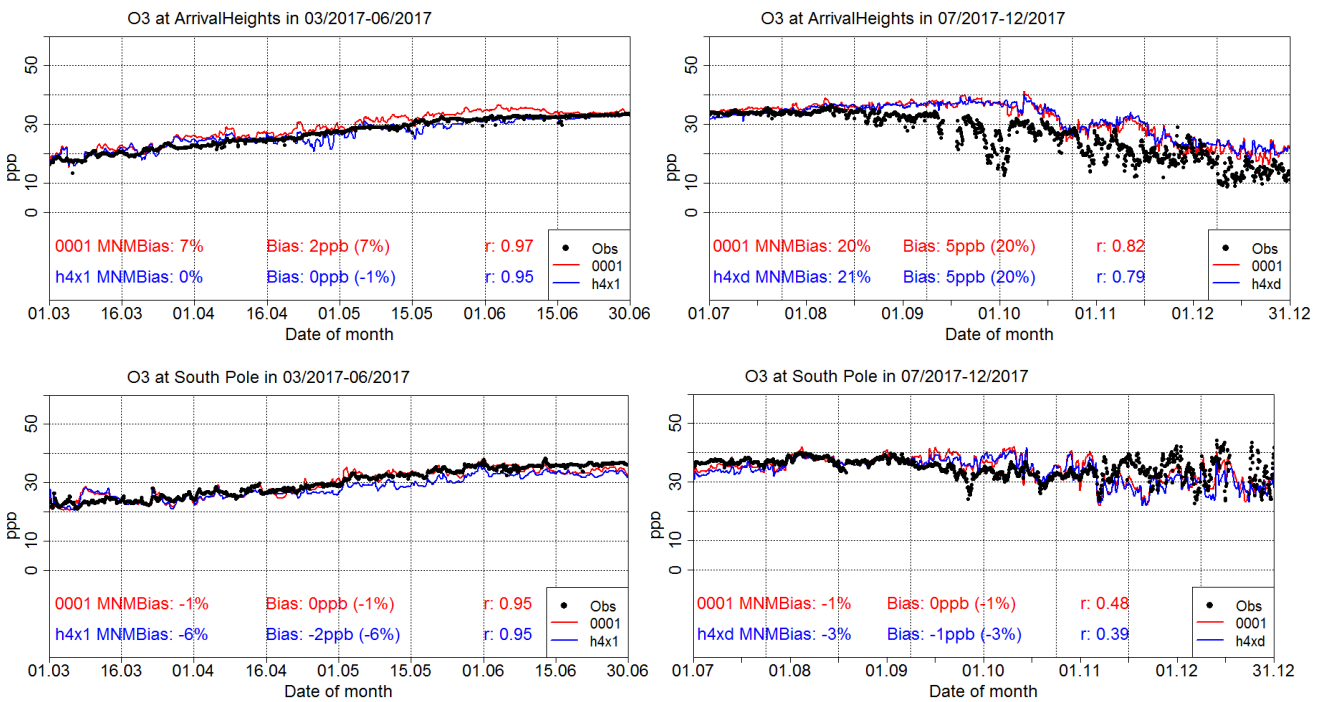 O3 at ArrivalHeights in 03/2017-06/2017
ppb
50
30
10
0
0001 MNMBias: 7% Bias: 2ppb (7%) r: 0.97
h4x1 MNMBias: 0% Bias: 0ppb (-1%) r: 0.95
Obs
0001
h4x1
01.03 16.03 01.04 16.04 01.05 15.05 01.06 15.06 30.06
Date of month
O3 at ArrivalHeights in 07/2017-12/2017
ppb
50
30
10
0
0001 MNMBias: 20% Bias: 5ppb (20%) r: 0.82
h4xd MNMBias: 21% Bias: 5ppb (20%) r: 0.79
Obs
0001
h4xd
01.07 01.08 01.09 01.10 01.11 01.12 31.12
Date of month
O3 at South Pole in 03/2017-06/2017
ppb
50
30
10
0
0001 MNMBias: -1% Bias: 0ppb (-1%) r: 0.95
h4x1 MNMBias: -6% Bias: -2ppb (-6%) r: 0.95
Obs
0001
h4x1
01.03 16.03 01.04 16.04 01.05 15.05 01.06 15.06 30.06
Date of month
O3 at South Pole in 07/2017-12/2017
ppb
50
30
10
0
0001 MNMBias: -1% Bias: 0ppb (-1%) r: 0.48
h4xd MNMBias: -3% Bias: -1ppb (-3%) r: 0.39
Obs
0001
h4xd
01.07 01.08 01.09 01.10 01.11 01.12 31.12
Date of month